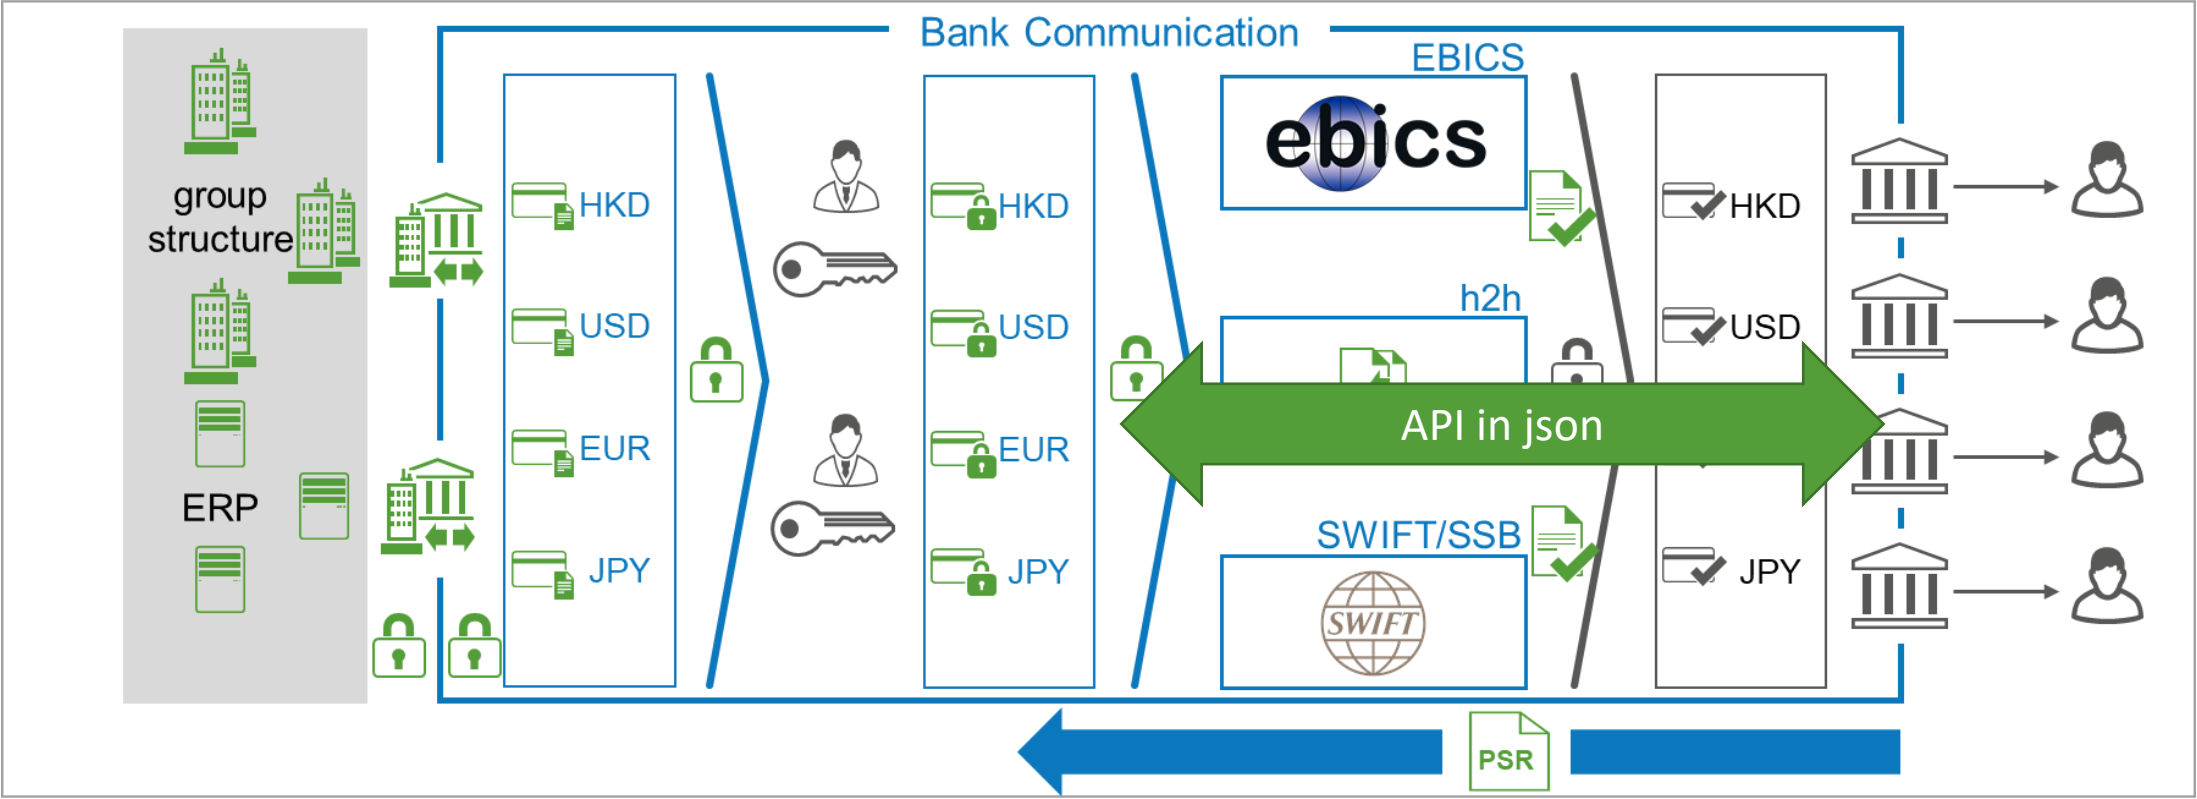 Bank Communication
group
structure
ERP
HKD
USD
EUR
JPY
HKD
USD
EUR
JPY
EBICS
ebics
h2h
API in json
SWIFT/SSB
SWIFT
HKD
USD
JPY
PSR